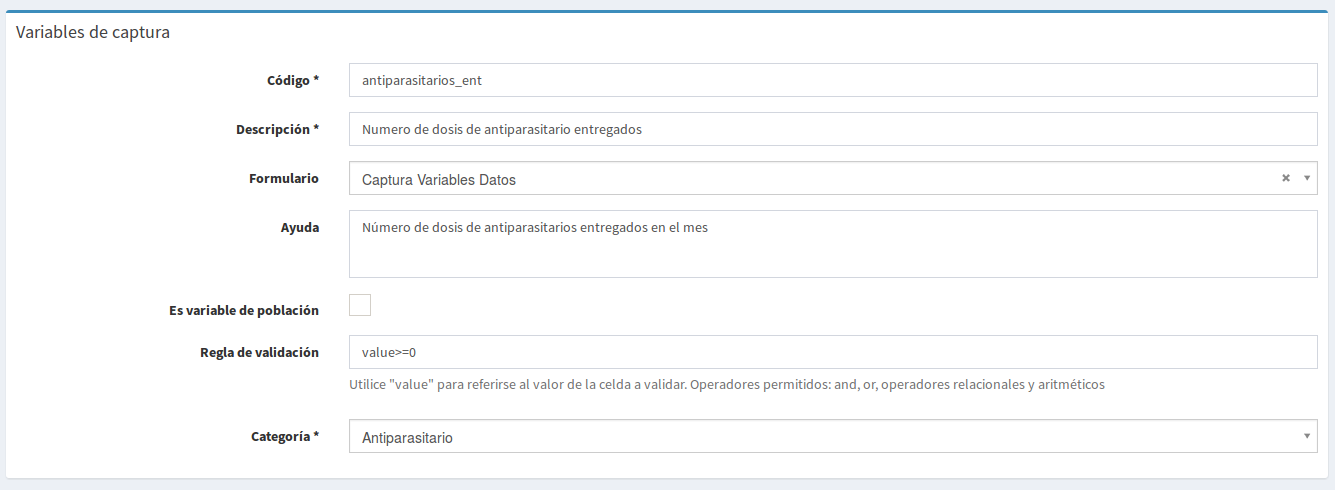 Variables de captura
Código * antiparasitarios_ent
Descripción * Numero de dosis de antiparasitario entregados
Formulario Captura Variables Datos × ▾
Ayuda Número de dosis de antiparasitarios entregados en el mes
Es variable de población
Regla de validación value>=0
Utilice "value" para referirse al valor de la celda a validar. Operadores permitidos: and, or, operadores relacionales y aritméticos
Categoría * Antiparasitario ▾